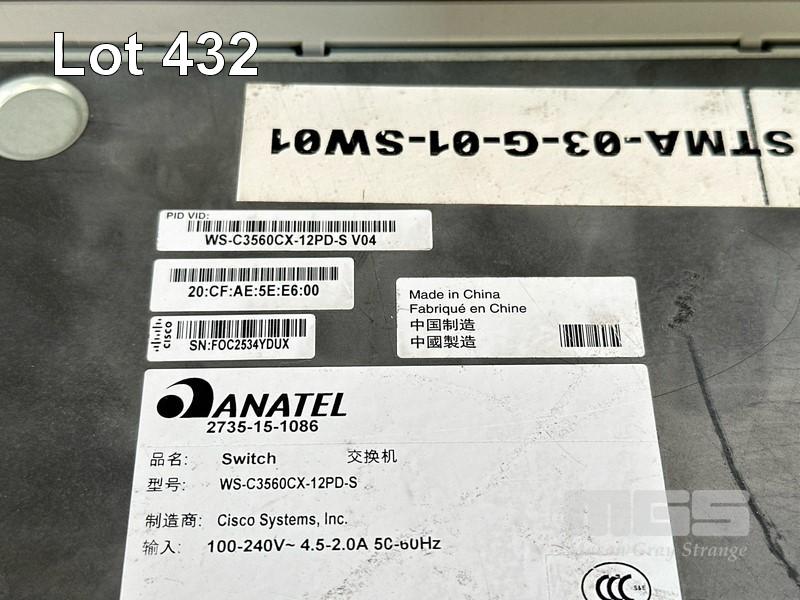 Lot 432
STMA-03-G-01-SW01
PID VID:
WS-C3560CX-12PD-S V04
20:CF:AE:5E:E6:00
CISCO
SN:FOC2534YDUX
Made in China
Fabriqué en Chine
中国制造
中國製造
ANATEL
2735-15-1086
品名: Switch 交换机
型号: WS-C3560CX-12PD-S
制造商: Cisco Systems, Inc.
输入: 100-240V~ 4.5-2.0A 50-60Hz
MGS
Gray Strange
CCC S&E